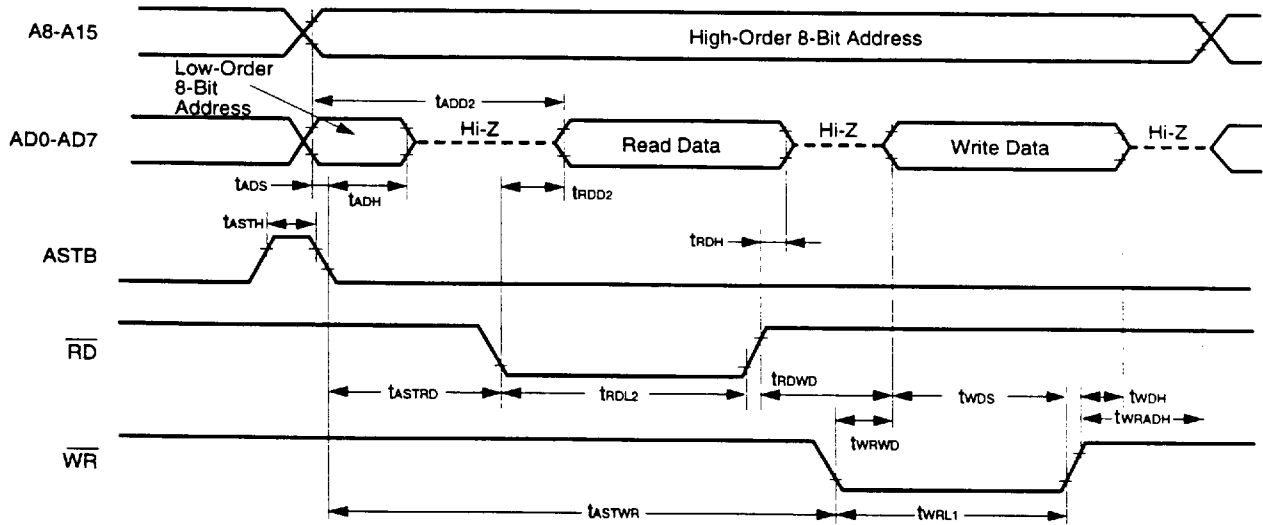 A8-A15
High-Order 8-Bit Address
Low-Order
8-Bit
Address
tADD2
AD0-AD7
Hi-Z
Read Data
Hi-Z
Write Data
Hi-Z
tADS
tADH
tRDD2
tASTH
tRDH
ASTB
RD
tASTRD
tRDL2
tRDWD
tWDS
tWDH
tWRADH
tWRWD
WR
tASTWR
tWRL1